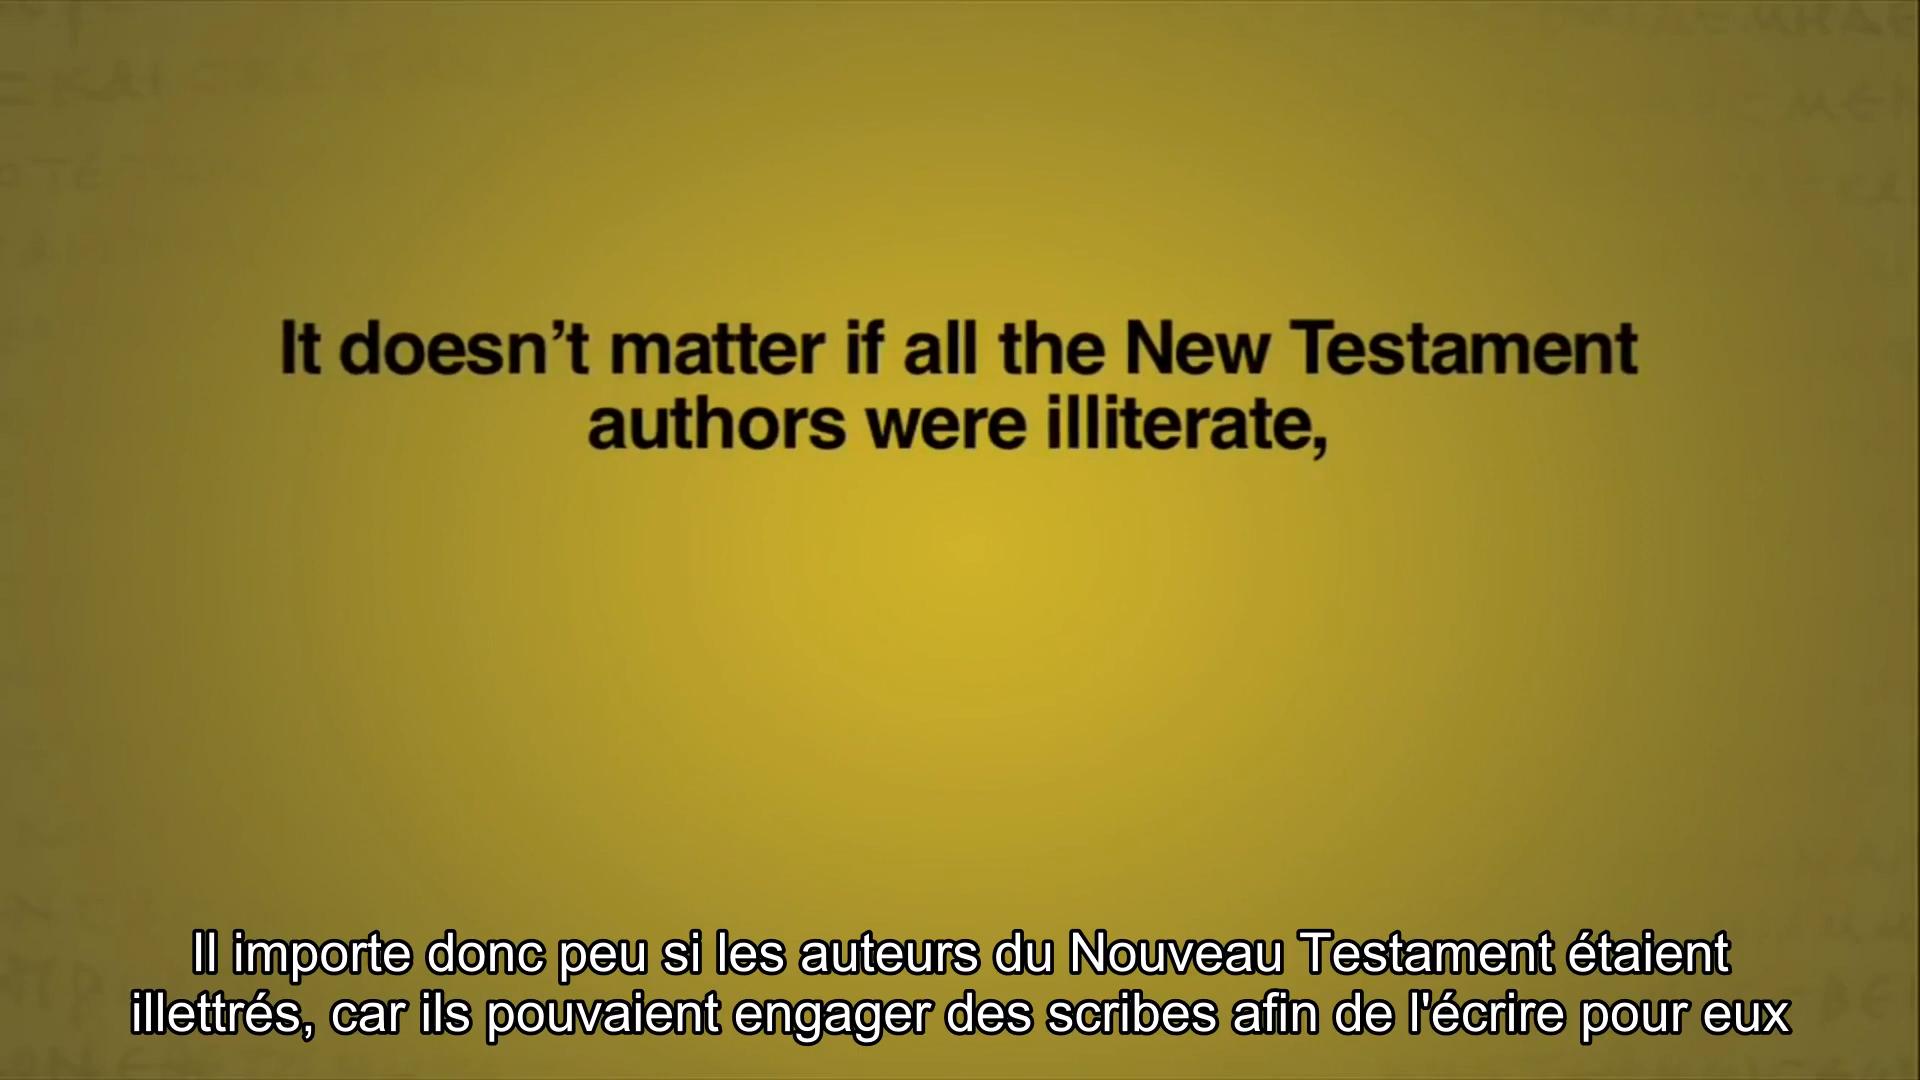 It doesn’t matter if all the New Testament
authors were illiterate,
Il importe donc peu si les auteurs du Nouveau Testament étaient
illettrés, car ils pouvaient engager des scribes afin de l'écrire pour eux